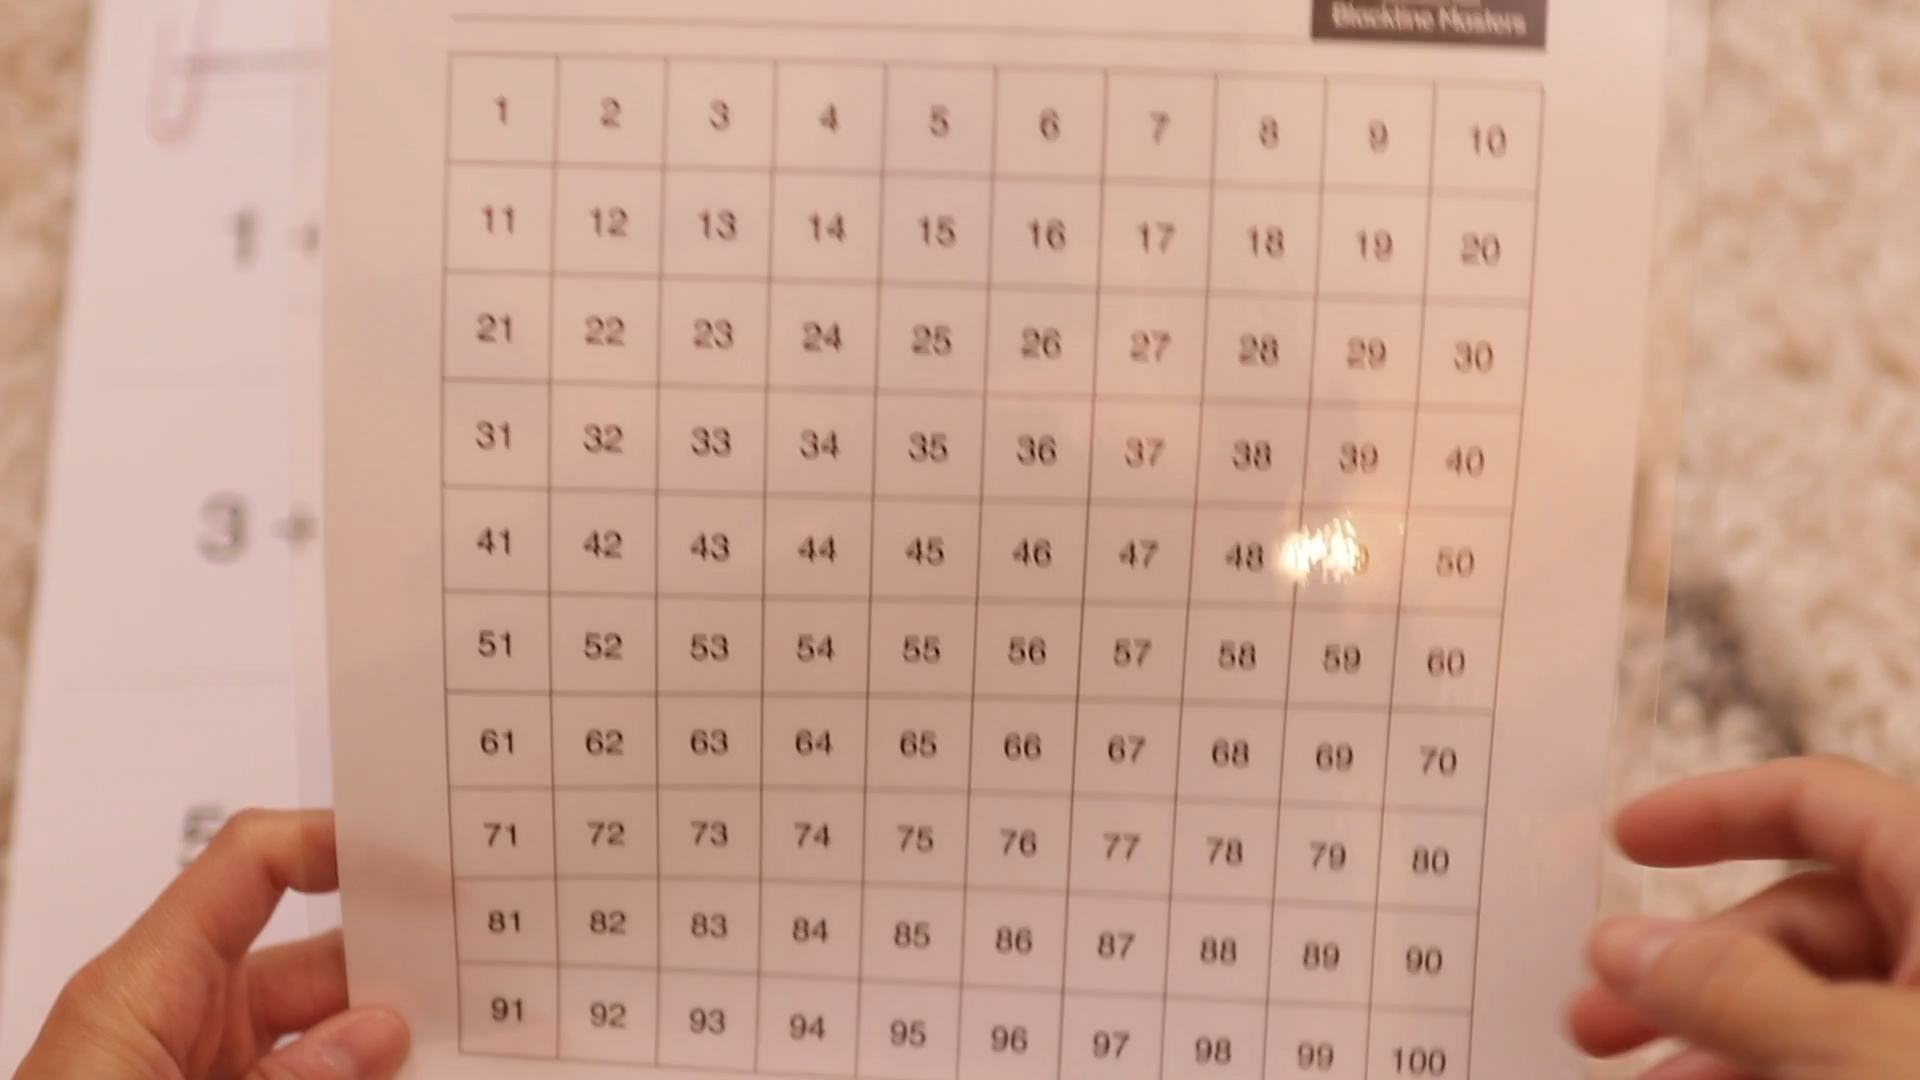 Blackline Masters
1 2 3 4 5 6 7 8 9 10
11 12 13 14 15 16 17 18 19 20
21 22 23 24 25 26 27 28 29 30
31 32 33 34 35 36 37 38 39 40
41 42 43 44 45 46 47 48 50
51 52 53 54 55 56 57 58 59 60
61 62 63 64 65 66 67 68 69 70
71 72 73 74 75 76 77 78 79 80
81 82 83 84 85 86 87 88 89 90
91 92 93 94 95 96 97 98 99 100
1 +
3 +
5